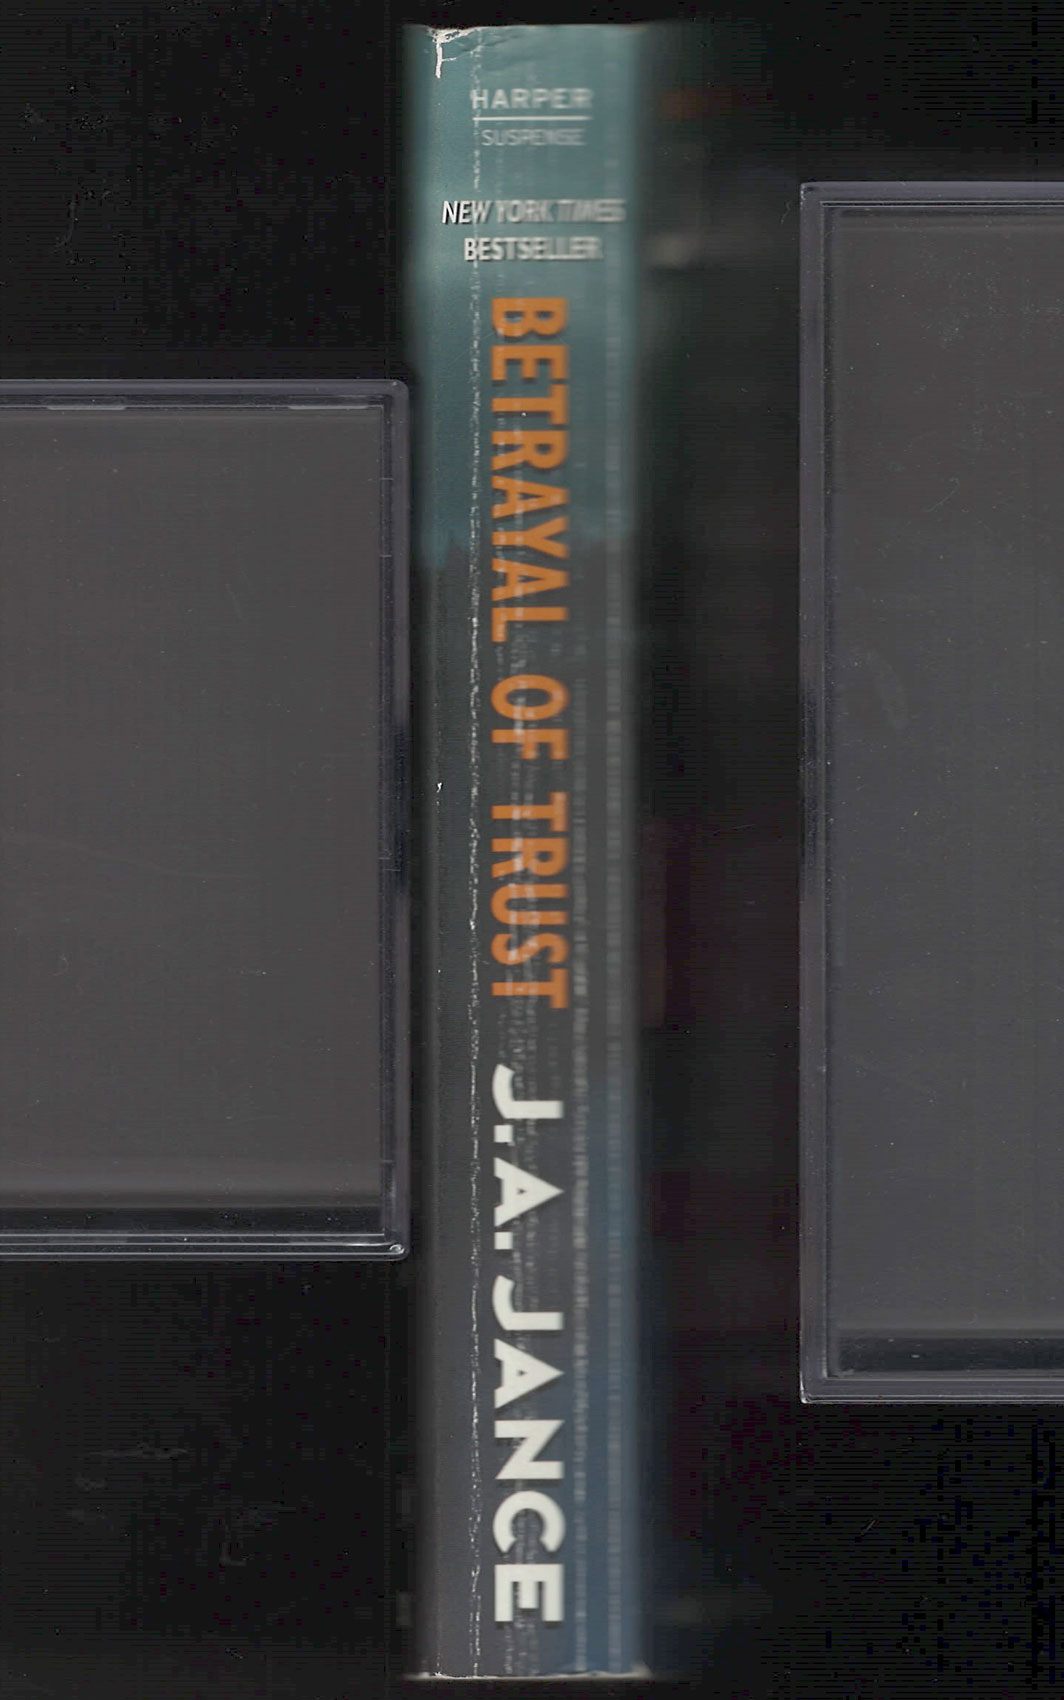 HARPER
SUSPENSE
NEW YORK TIMES
BESTSELLER
BETRAYAL OF TRUST
J.A. JANCE